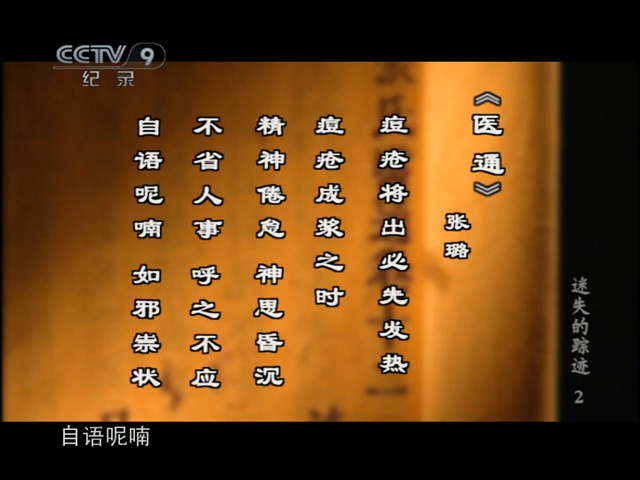 CCTV 9
纪录
《医通》
张璐
痘疮将出必先发热
痘疮成浆之时
精神倦怠 神思昏沉
不省人事 呼之不应
自语呢喃 如邪祟状
迷失的踪迹 2
自语呢喃